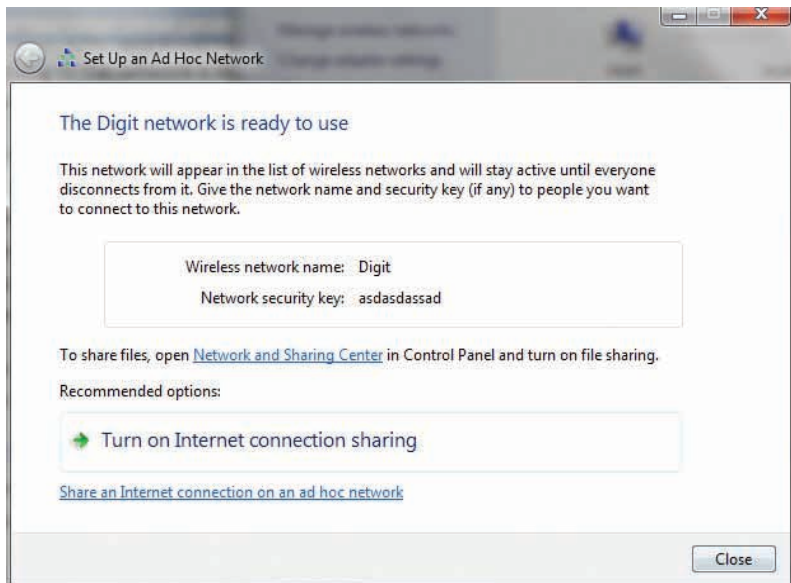 Set Up an Ad Hoc Network
The Digit network is ready to use
This network will appear in the list of wireless networks and will stay active until everyone
disconnects from it. Give the network name and security key (if any) to people you want
to connect to this network.
Wireless network name: Digit
Network security key: asdasdassad
To share files, open Network and Sharing Center in Control Panel and turn on file sharing.
Recommended options:
Turn on Internet connection sharing
Share an Internet connection on an ad hoc network
Close